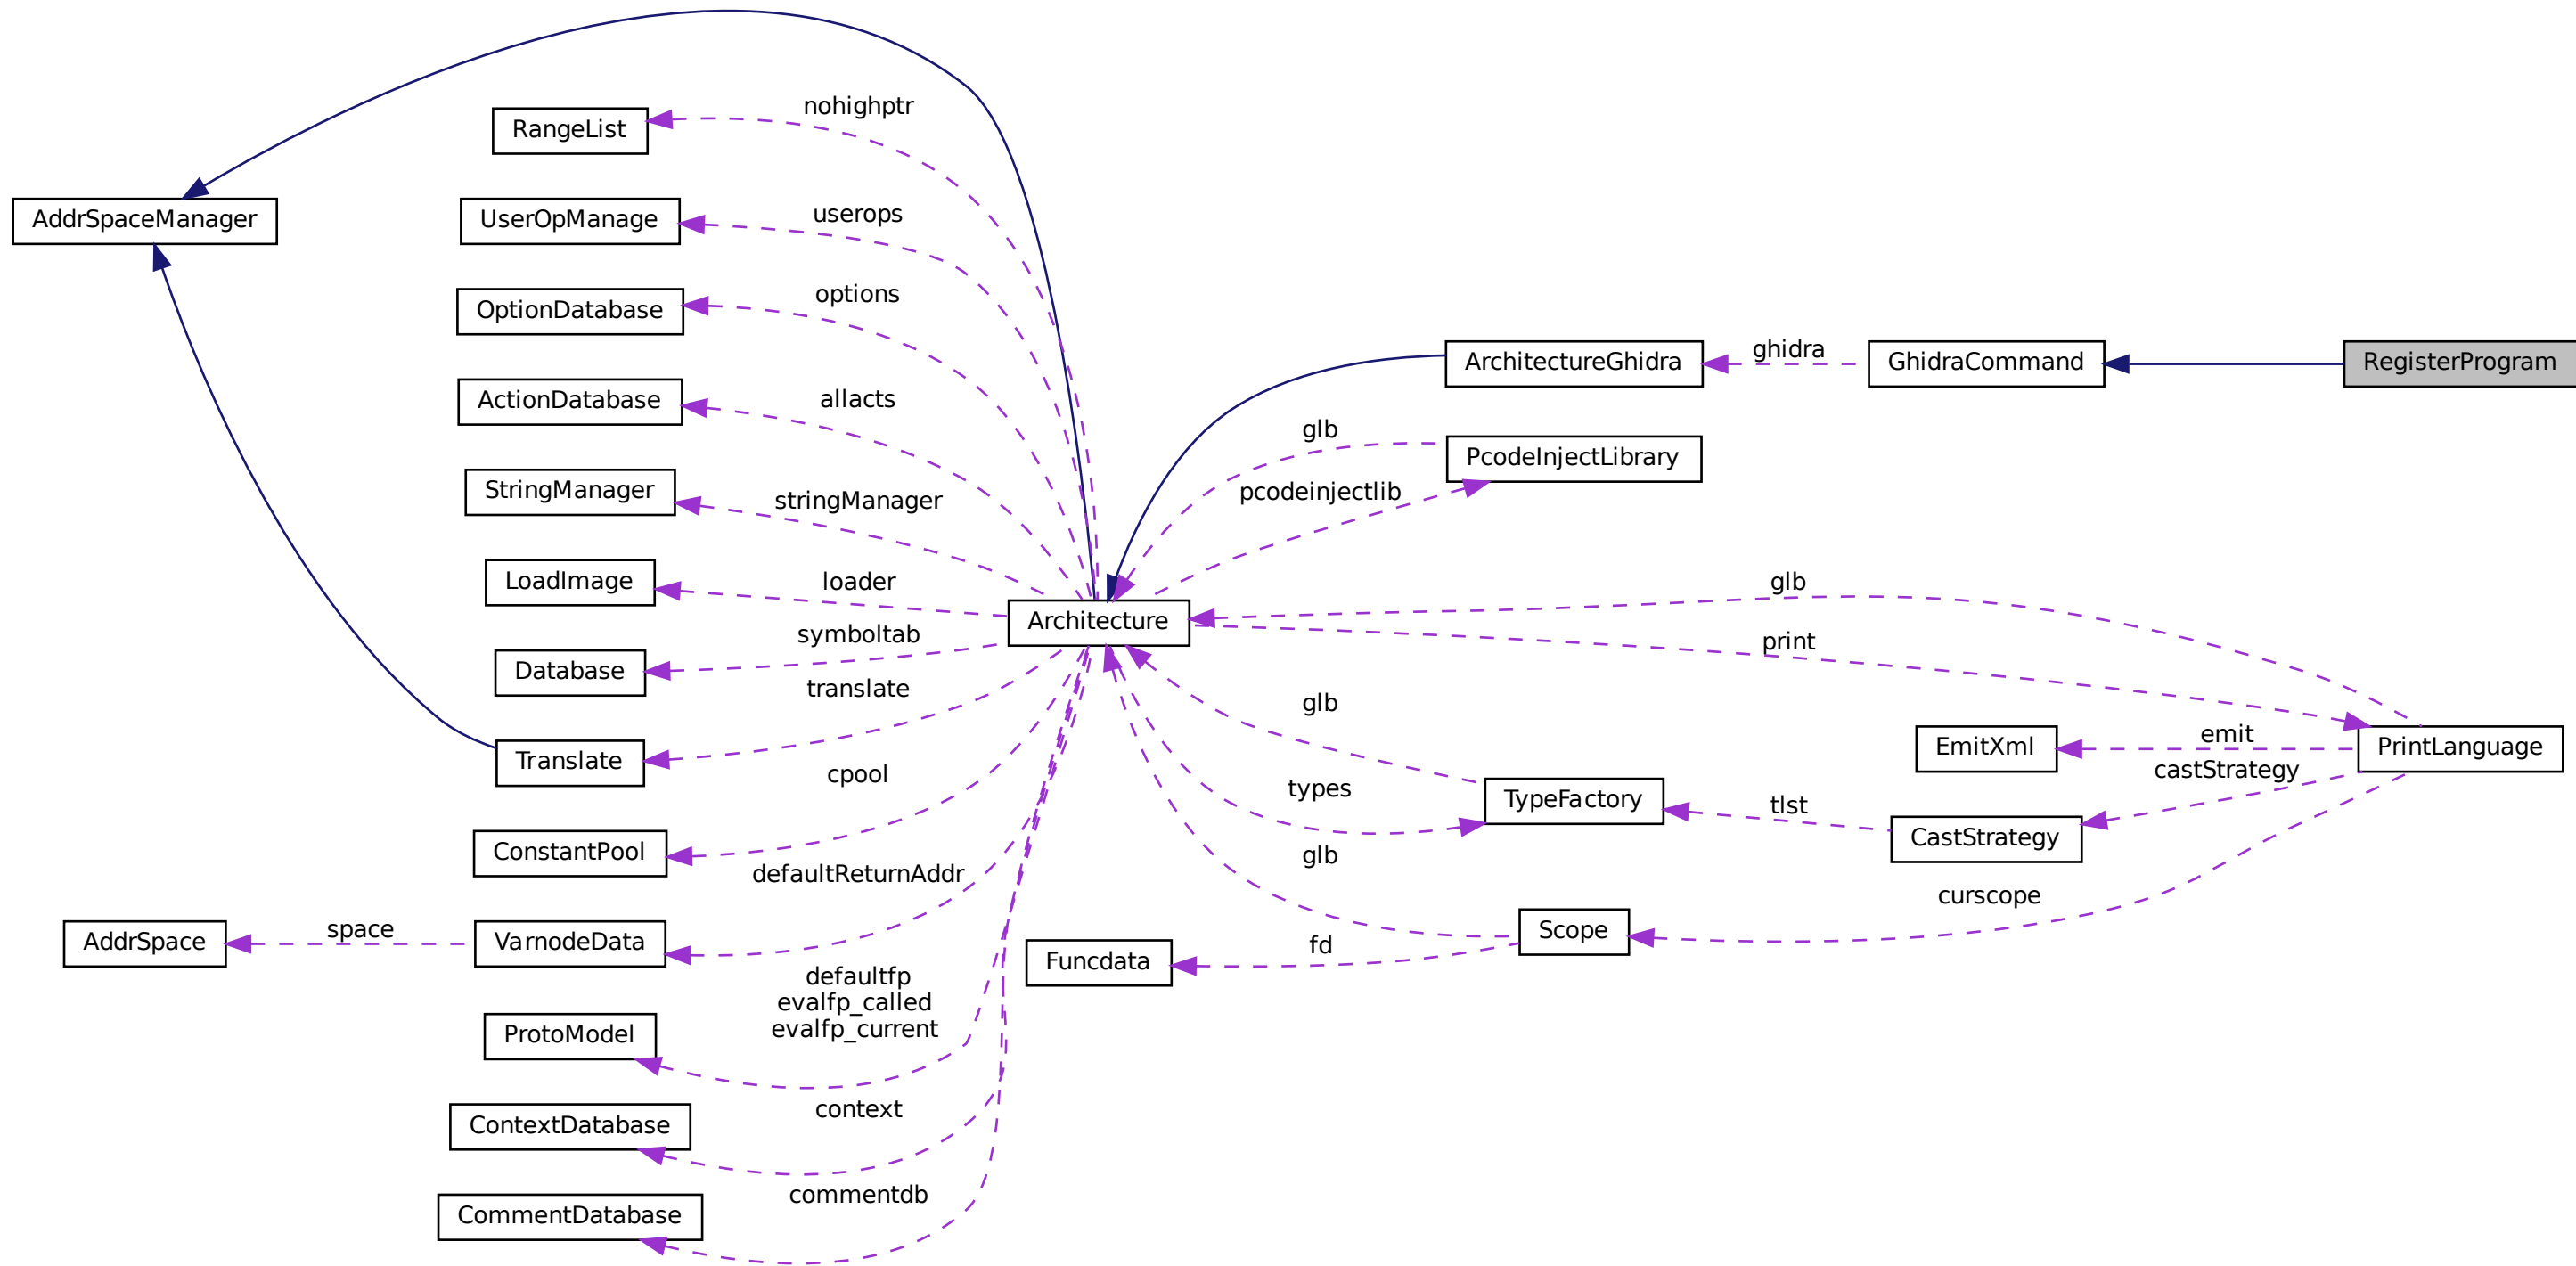 nohighptr
RangeList
userops
AddrSpaceManager
UserOpManage
options
OptionDatabase
ghidra
ArchitectureGhidra
GhidraCommand
RegisterProgram
allacts
ActionDatabase
glb
PcodeInjectLibrary
stringManager
StringManager
pcodeinjectlib
loader
LoadImage
glb
Architecture
symboltab
print
Database
translate
glb
emit
Translate
EmitXml
PrintLanguage
cpool
castStrategy
types
TypeFactory
tlst
ConstantPool
glb
CastStrategy
defaultReturnAddr
curscope
space
AddrSpace
VarnodeData
Scope
fd
Funcdata
defaultfp
evalfp_called
evalfp_current
ProtoModel
context
ContextDatabase
commentdb
CommentDatabase